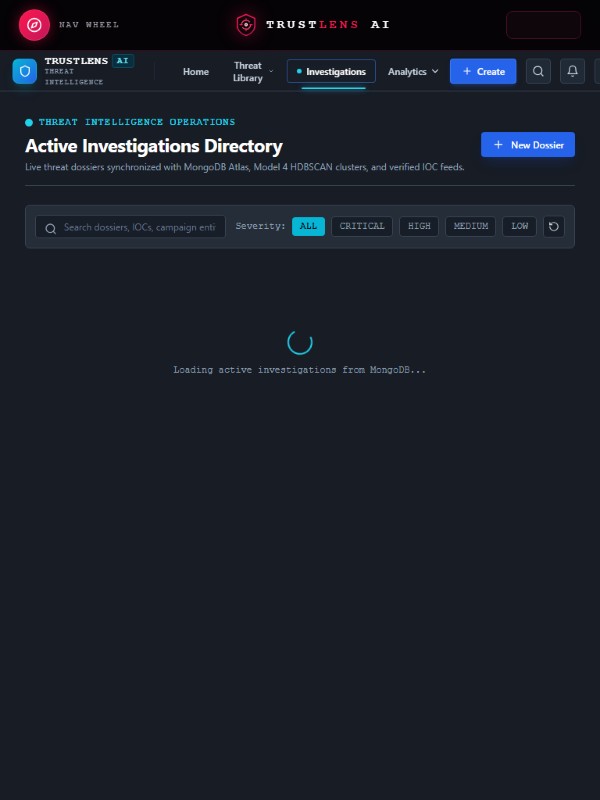 NAV WHEEL
TRUSTLENS AI
TRUSTLENS AI
THREAT
INTELLIGENCE
Home
Threat
Library
Investigations
Analytics
+ Create
THREAT INTELLIGENCE OPERATIONS
Active Investigations Directory
+ New Dossier
Live threat dossiers synchronized with MongoDB Atlas, Model 4 HDBSCAN clusters, and verified IOC feeds.
Search dossiers, IOCs, campaign enti
Severity: ALL CRITICAL HIGH MEDIUM LOW
Loading active investigations from MongoDB...